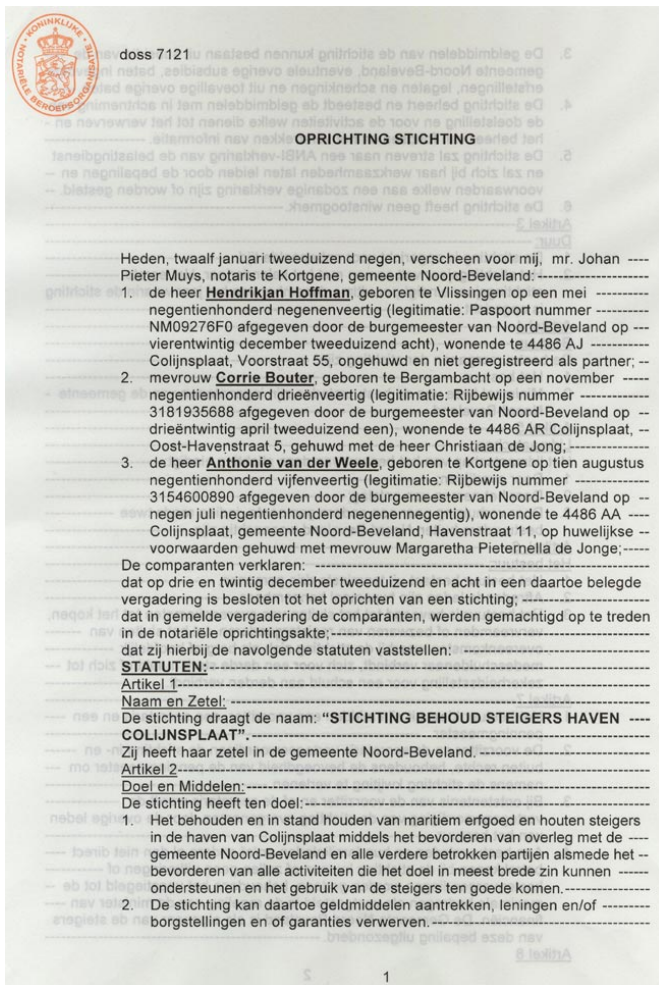 KONINKLIJKE
NOTARIËLE BEROEPSORGANISATIE
doss 7121
OPRICHTING STICHTING
Heden, twaalf januari tweeduizend negen, verscheen voor mij, mr. Johan ----
Pieter Muys, notaris te Kortgene, gemeente Noord-Beveland: --------------------
1. de heer Hendrikjan Hoffman, geboren te Vlissingen op een mei ----------
negentienhonderd negenenveertig (legitimatie: Paspoort nummer ----------
NM09276F0 afgegeven door de burgemeester van Noord-Beveland op ---
vierentwintig december tweeduizend acht), wonende te 4486 AJ ------------
Colijnsplaat, Voorstraat 55, ongehuwd en niet geregistreerd als partner; --
2. mevrouw Corrie Bouter, geboren te Bergambacht op een november -----
negentienhonderd drieënveertig (legitimatie: Rijbewijs nummer ------------
3181935688 afgegeven door de burgemeester van Noord-Beveland op --
drieëntwintig april tweeduizend een), wonende te 4486 AR Colijnsplaat, --
Oost-Havenstraat 5, gehuwd met de heer Christiaan de Jong;---------------
3. de heer Anthonie van der Weele, geboren te Kortgene op tien augustus
negentienhonderd vijfenveertig (legitimatie: Rijbewijs nummer --------------
3154600890 afgegeven door de burgemeester van Noord-Beveland op --
negen juli negentienhonderd negenennegentig), wonende te 4486 AA ----
Colijnsplaat, gemeente Noord-Beveland, Havenstraat 11, op huwelijkse --
voorwaarden gehuwd met mevrouw Margaretha Pieternella de Jonge;-----
De comparanten verklaren: ------------------------------------------------------
dat op drie en twintig december tweeduizend en acht in een daartoe belegde
vergadering is besloten tot het oprichten van een stichting;---------------------
dat in gemelde vergadering de comparanten, werden gemachtigd op te treden
in de notariële oprichtingsakte;--------------------------------------------------
dat zij hierbij de navolgende statuten vaststellen: --------------------------------
STATUTEN:----------------------------------------------------------------------
Artikel 1-------------------------------------------------------------------------
Naam en Zetel: -----------------------------------------------------------------
De stichting draagt de naam: “STICHTING BEHOUD STEIGERS HAVEN ----
COLIJNSPLAAT”.---------------------------------------------------------------
Zij heeft haar zetel in de gemeente Noord-Beveland. ----------------------------
Artikel 2-------------------------------------------------------------------------
Doel en Middelen:--------------------------------------------------------------
De stichting heeft ten doel:-----------------------------------------------------
1. Het behouden en in stand houden van maritiem erfgoed en houten steigers
in de haven van Colijnsplaat middels het bevorderen van overleg met de ----
gemeente Noord-Beveland en alle verdere betrokken partijen alsmede het --
bevorderen van alle activiteiten die het doel in meest brede zin kunnen -----
ondersteunen en het gebruik van de steigers ten goede komen.--------------
2. De stichting kan daartoe geldmiddelen aantrekken, leningen en/of ---------
borgstellingen en of garanties verwerven. -------------------------------------
1